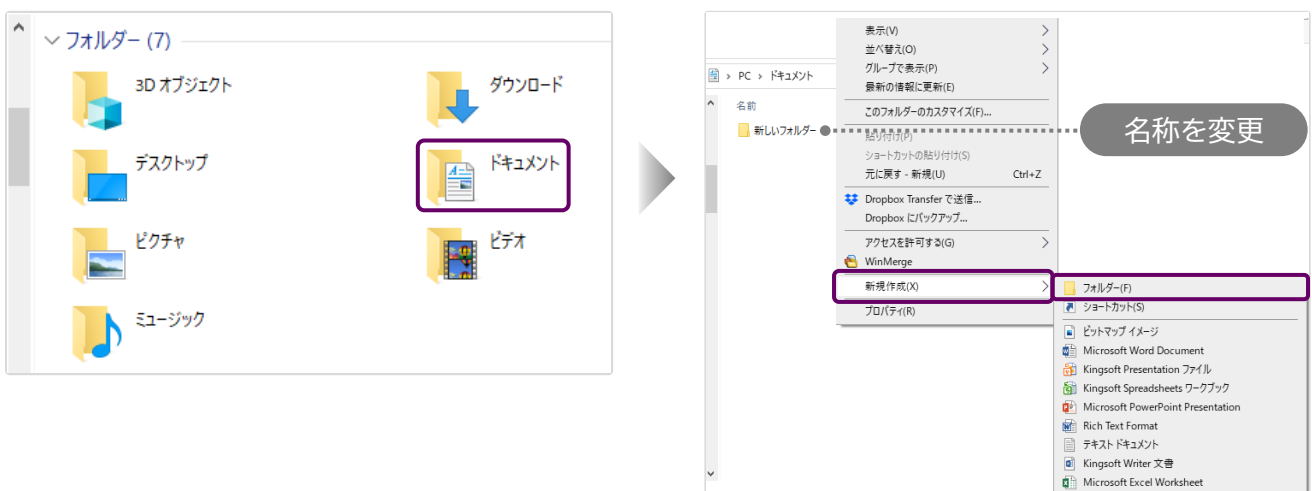 フォルダー (7)
3D オブジェクト
ダウンロード
デスクトップ
ドキュメント
ピクチャ
ビデオ
ミュージック
PC › ドキュメント
名前
新しいフォルダー
名称を変更
表示(V)
並べ替え(O)
グループで表示(P)
最新の情報に更新(E)
このフォルダーのカスタマイズ(F)...
貼り付け(P)
ショートカットの貼り付け(S)
元に戻す - 新規(U) Ctrl+Z
Dropbox Transfer で送信...
Dropbox にバックアップ...
アクセスを許可する(G)
WinMerge
新規作成(X)
プロパティ(R)
フォルダー(F)
ショートカット(S)
ビットマップ イメージ
Microsoft Word Document
Kingsoft Presentation ファイル
Kingsoft Spreadsheets ワークブック
Microsoft PowerPoint Presentation
Rich Text Format
テキスト ドキュメント
Kingsoft Writer 文書
Microsoft Excel Worksheet